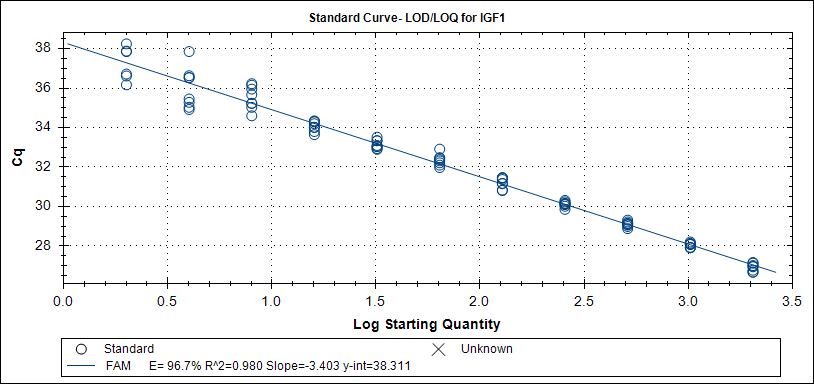 Standard Curve- LOD/LOQ for IGF1
38
36
34
32
30
28
Cq
0.0 0.5 1.0 1.5 2.0 2.5 3.0 3.5
Log Starting Quantity
Standard Unknown
FAM E= 96.7% R^2=0.980 Slope=-3.403 y-int=38.311